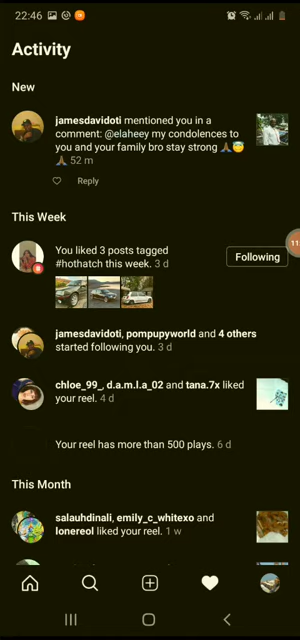 22:46
Activity
New
jamesdavidoti mentioned you in a
comment: @elaheey my condolences to
you and your family bro stay strong 🙏😇
🙏 52 m
Reply
This Week
You liked 3 posts tagged
#hothatch this week. 3 d
Following
11
jamesdavidoti, pompupyworld and 4 others
started following you. 3 d
chloe_99_, d.a.m.l.a_02 and tana.7x liked
your reel. 4 d
Your reel has more than 500 plays. 6 d
This Month
salauhdinali, emily_c_whitexo and
lonereol liked your reel. 1 w